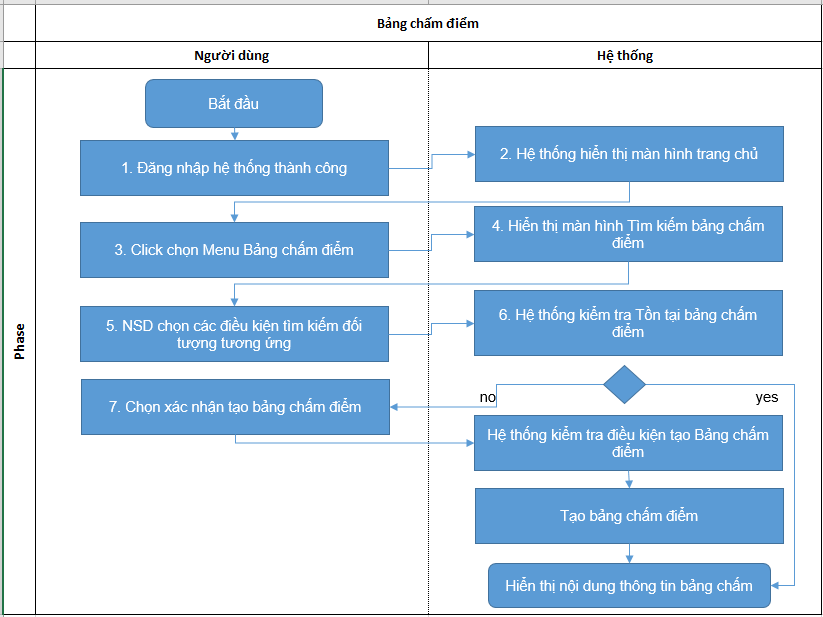 Bảng chấm điểm
Người dùng
Hệ thống
Phase
Bắt đầu
1. Đăng nhập hệ thống thành công
2. Hệ thống hiển thị màn hình trang chủ
3. Click chọn Menu Bảng chấm điểm
4. Hiển thị màn hình Tìm kiếm bảng chấm
điểm
5. NSD chọn các điều kiện tìm kiếm đối
tượng tương ứng
6. Hệ thống kiểm tra Tồn tại bảng chấm
điểm
no
yes
7. Chọn xác nhận tạo bảng chấm điểm
Hệ thống kiểm tra điều kiện tạo Bảng chấm
điểm
Tạo bảng chấm điểm
Hiển thị nội dung thông tin bảng chấm